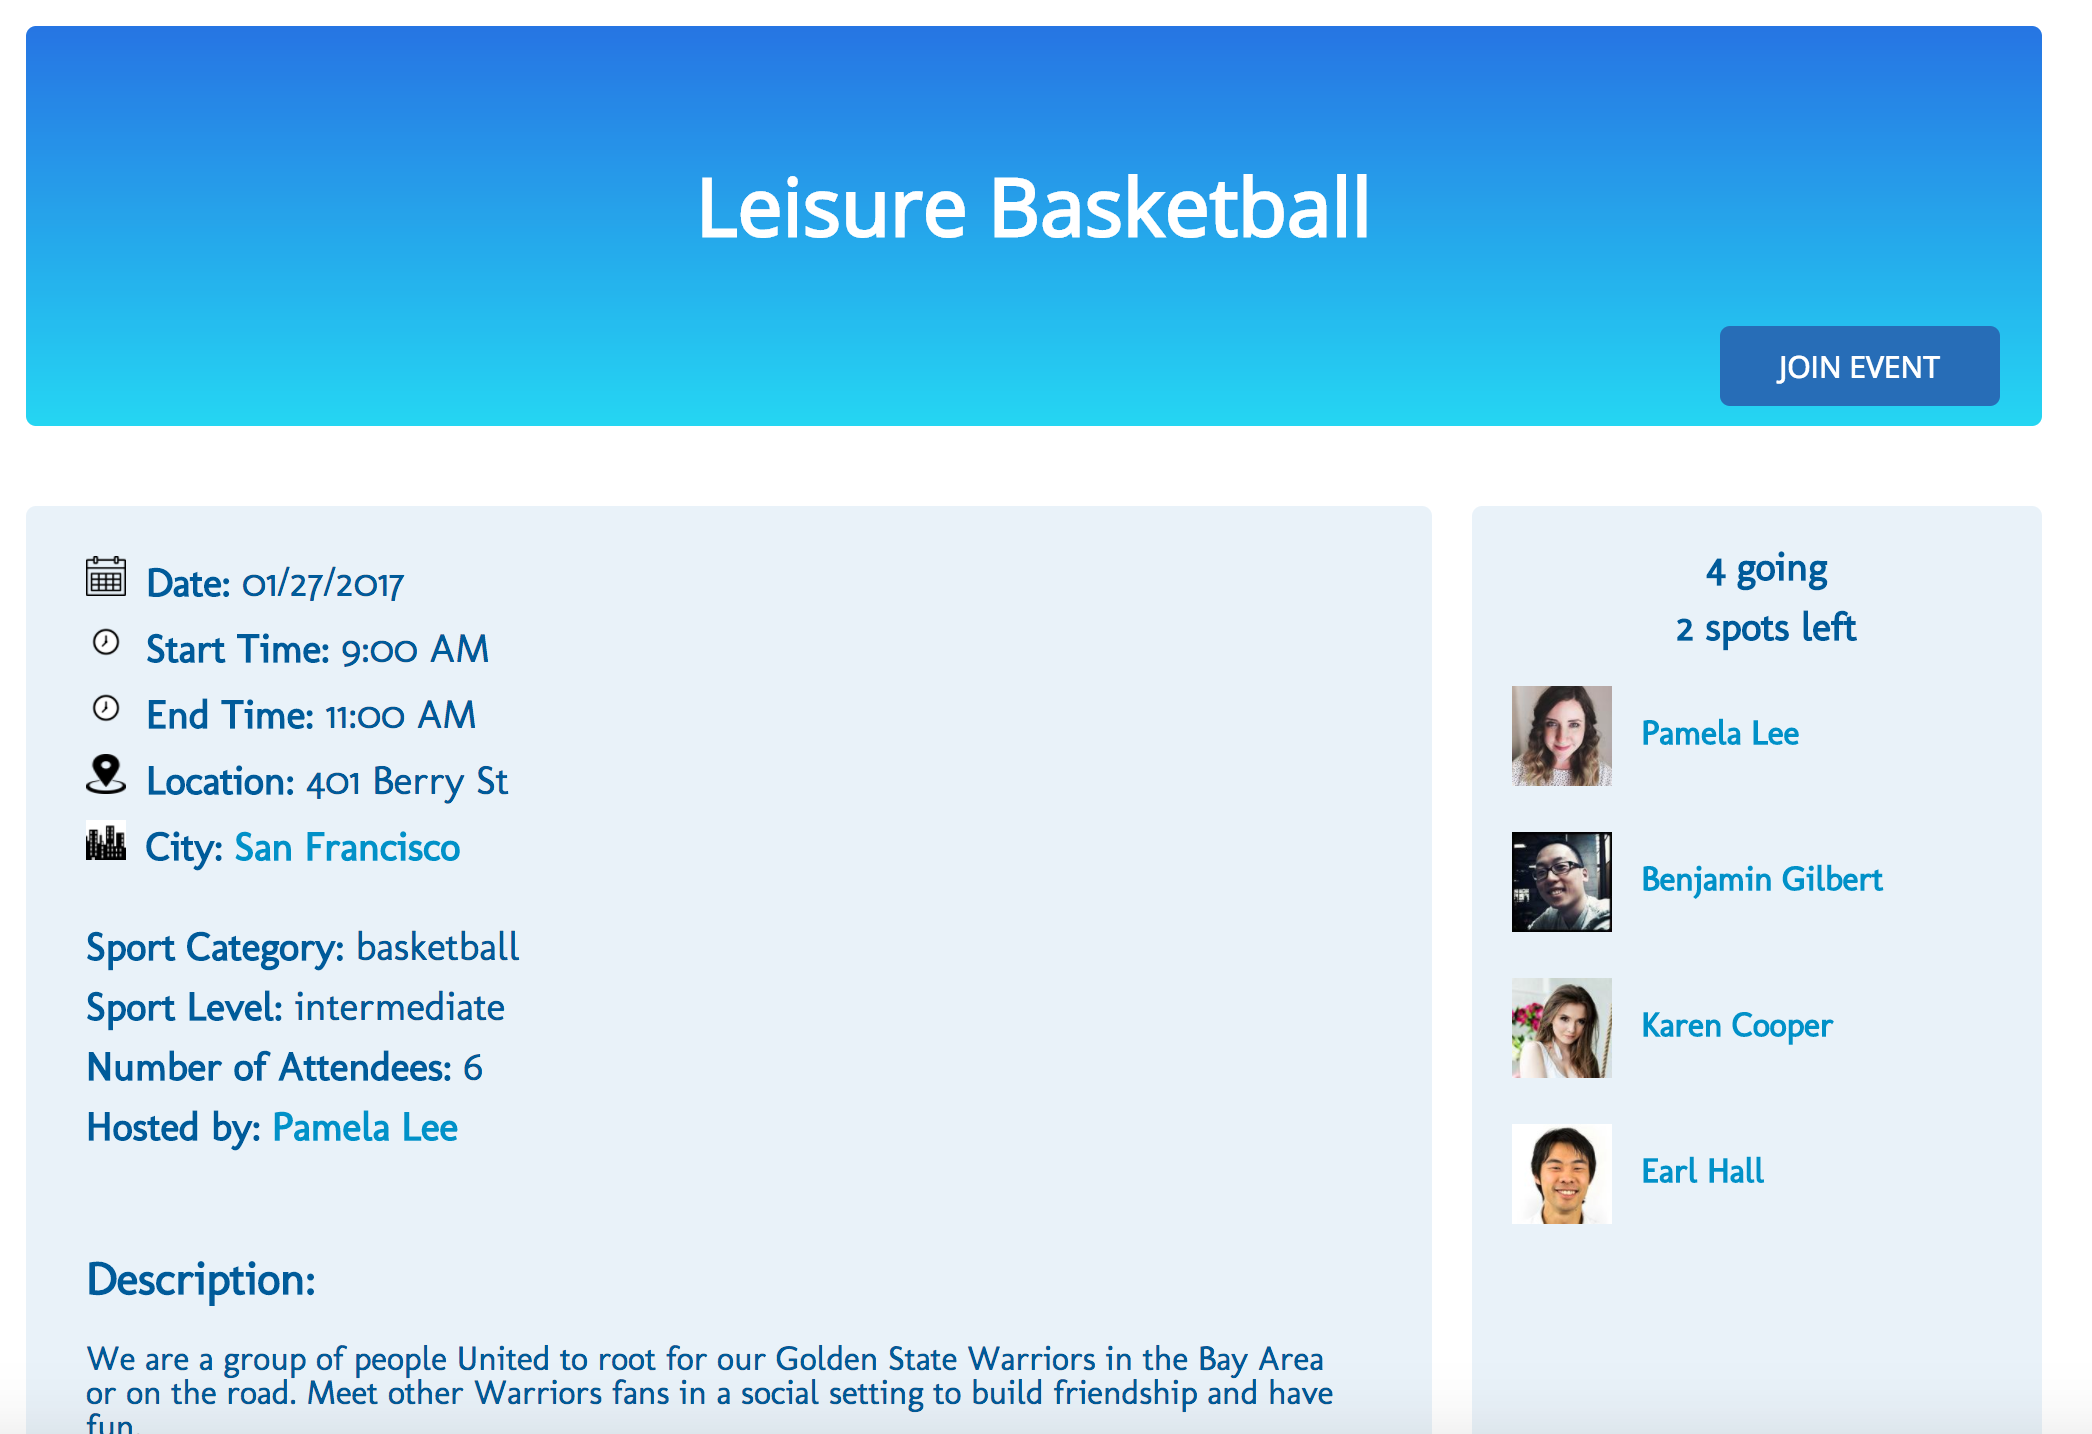 Leisure Basketball
JOIN EVENT
Date: 01/27/2017
Start Time: 9:00 AM
End Time: 11:00 AM
Location: 401 Berry St
City: San Francisco
Sport Category: basketball
Sport Level: intermediate
Number of Attendees: 6
Hosted by: Pamela Lee
Description:
We are a group of people United to root for our Golden State Warriors in the Bay Area
or on the road. Meet other Warriors fans in a social setting to build friendship and have
fun.
4 going
2 spots left
Pamela Lee
Benjamin Gilbert
Karen Cooper
Earl Hall